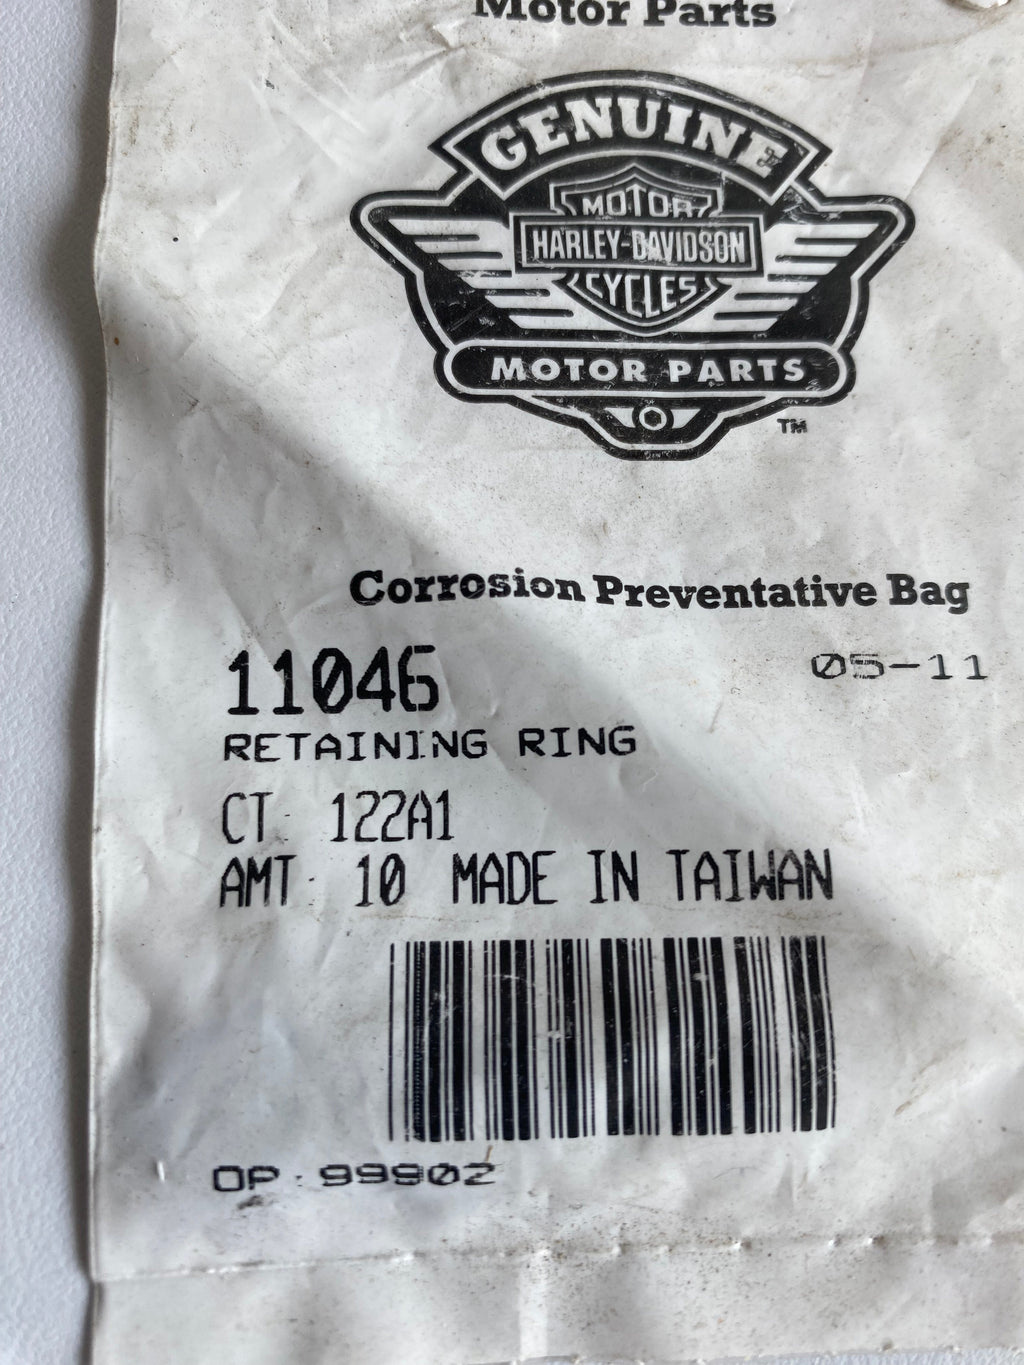 Motor Parts
GENUINE
MOTOR
HARLEY-DAVIDSON
CYCLES
MOTOR PARTS
TM
Corrosion Preventative Bag
11046
05-11
RETAINING RING
CT: 122A1
AMT: 10 MADE IN TAIWAN
OP: 99902